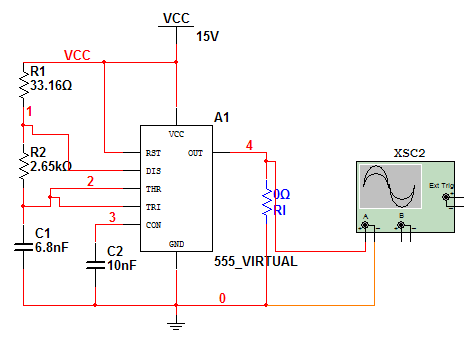 VCC
15V
VCC
R1
33.16Ω
1
A1
VCC
4
R2
2.65kΩ
RST
OUT
DIS
2
THR
0Ω
RI
TRI
3
CON
C1
6.8nF
C2
10nF
GND
555_VIRTUAL
0
XSC2
Ext Trig
+
A
B
+ - + -